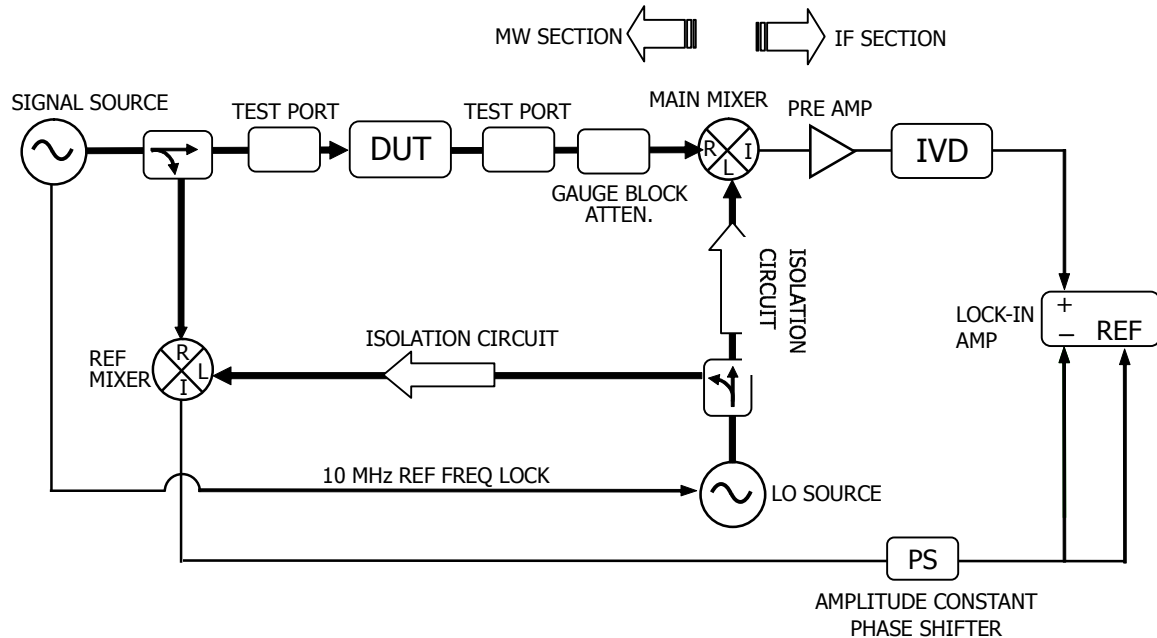 MW SECTION
IF SECTION
SIGNAL SOURCE
TEST PORT
TEST PORT
MAIN MIXER
PRE AMP
DUT
R
I
L
IVD
GAUGE BLOCK
ATTEN.
ISOLATION
CIRCUIT
LOCK-IN
AMP
+
−
REF
ISOLATION CIRCUIT
REF
MIXER
R
L
I
10 MHz REF FREQ LOCK
LO SOURCE
PS
AMPLITUDE CONSTANT
PHASE SHIFTER